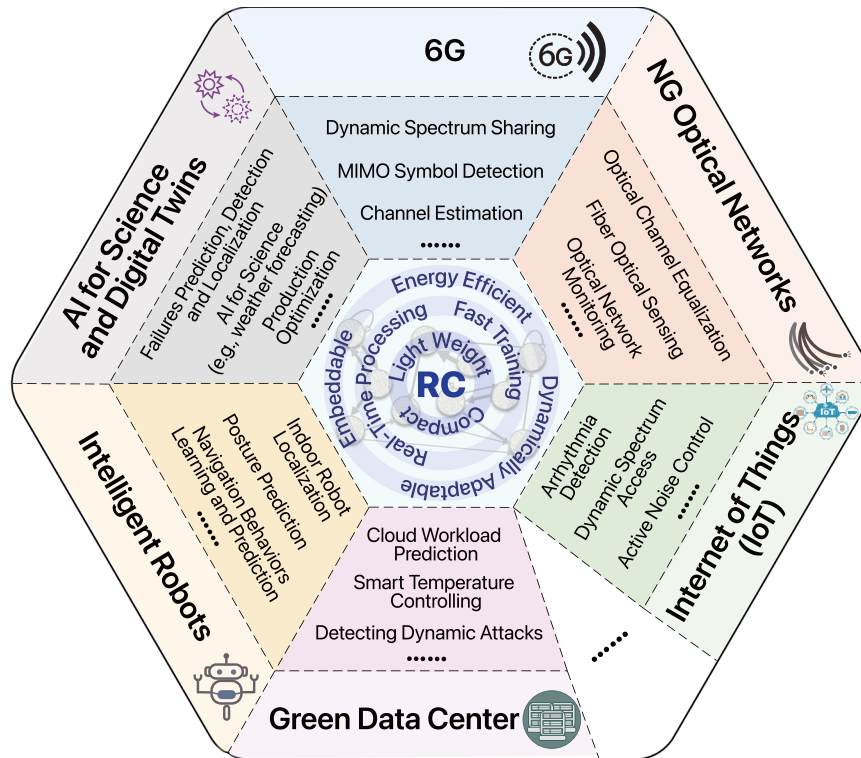 6G
6G
Dynamic Spectrum Sharing
MIMO Symbol Detection
Channel Estimation
......
NG Optical Networks
Optical Channel Equalization
Fiber Optical Sensing
Optical Network
Monitoring
......
Internet of Things
(IoT)
IoT
Arrhythmia
Detection
Dynamic Spectrum
Access
Active Noise Control
......
......
Green Data Center
Cloud Workload
Prediction
Smart Temperature
Controlling
Detecting Dynamic Attacks
......
Intelligent Robots
Indoor Robot
Localization
Posture Prediction
Navigation Behaviors
Learning and Prediction
......
AI for Science
and Digital Twins
Failures Prediction, Detection
and Localization
AI for Science
(e.g., weather forecasting)
Production
Optimization
......
Energy Efficient
Embeddable
Dynamically Adaptable
Real-Time Processing
Fast Training
Light Weight
Compact
RC